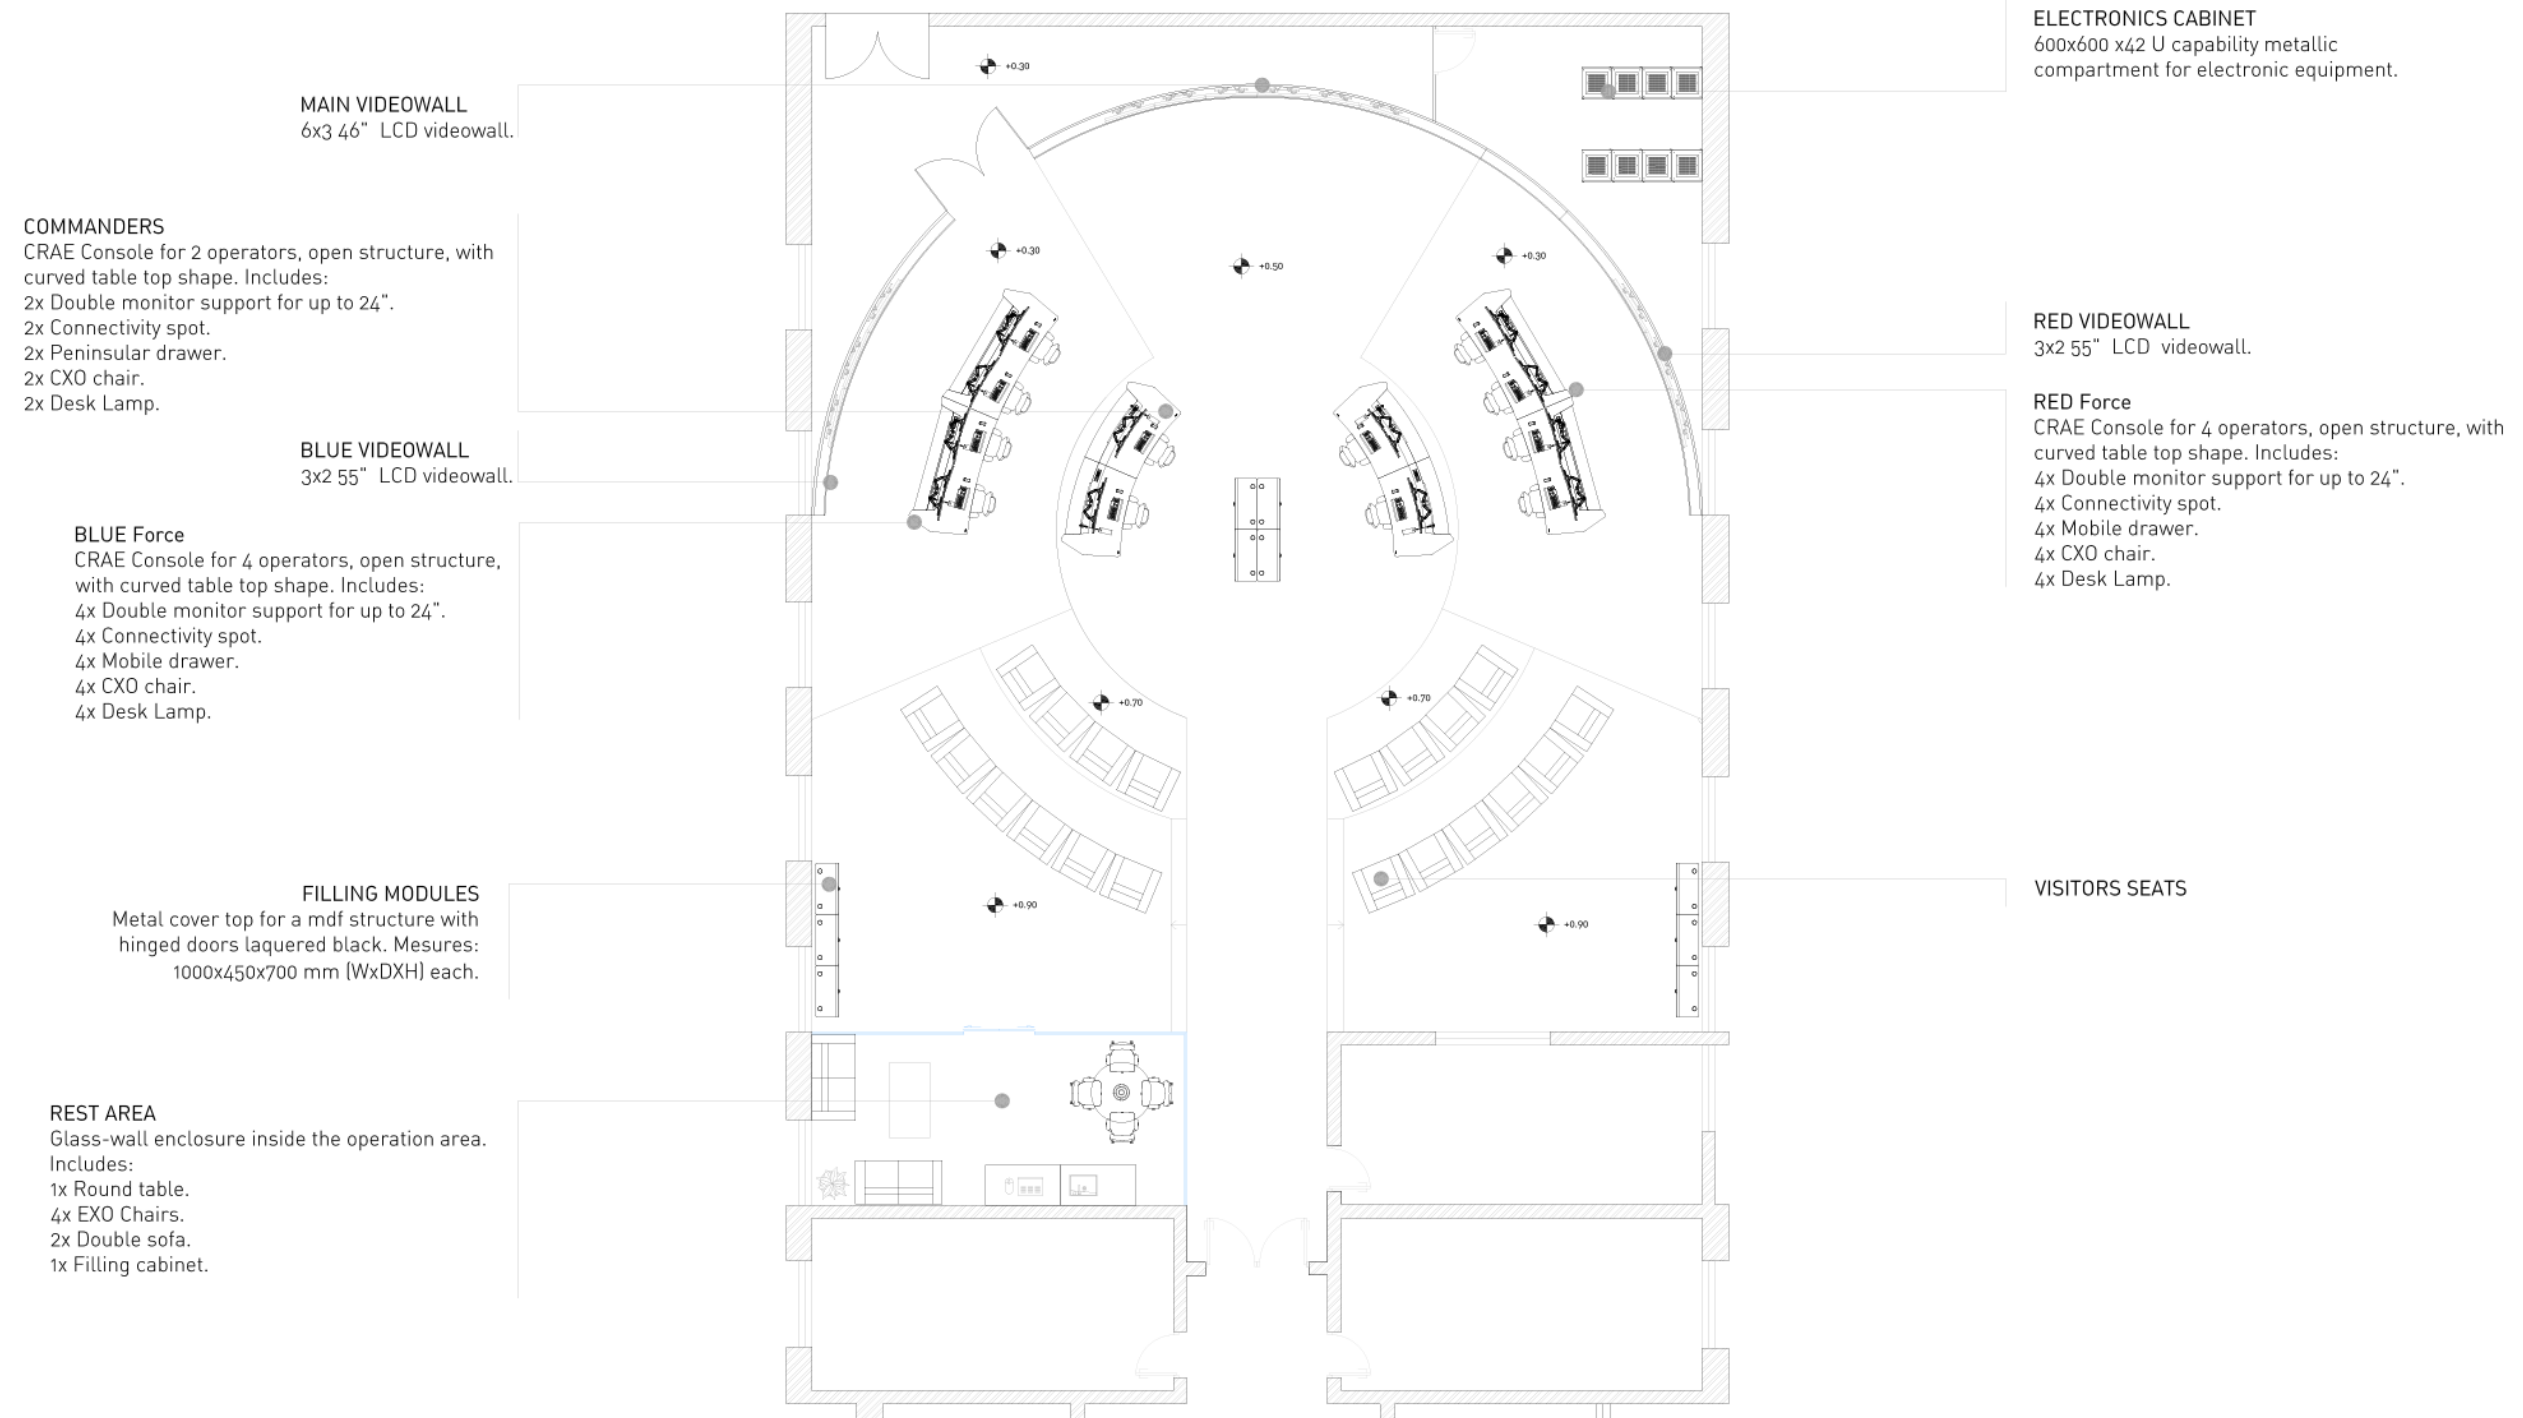 MAIN VIDEOWALL
6x3 46"  LCD videowall.
COMMANDERS
CRAE Console for 2 operators, open structure, with
curved table top shape. Includes:
2x Double monitor support for up to 24".
2x Connectivity spot.
2x Peninsular drawer.
2x CXO chair.
2x Desk Lamp.
BLUE VIDEOWALL
3x2 55"  LCD videowall.
BLUE Force
CRAE Console for 4 operators, open structure,
with curved table top shape. Includes:
4x Double monitor support for up to 24".
4x Connectivity spot.
4x Mobile drawer.
4x CXO chair.
4x Desk Lamp.
FILLING MODULES
Metal cover top for a mdf structure with
hinged doors laquered black. Mesures:
1000x450x700 mm (WxDXH) each.
REST AREA
Glass-wall enclosure inside the operation area.
Includes:
1x Round table.
4x EXO Chairs.
2x Double sofa.
1x Filling cabinet.
+0.30
+0.30
+0.50
+0.30
+0.70
+0.70
+0.90
+0.90
ELECTRONICS CABINET
600x600 x42 U capability metallic
compartment for electronic equipment.
RED VIDEOWALL
3x2 55"  LCD  videowall.
RED Force
CRAE Console for 4 operators, open structure, with
curved table top shape. Includes:
4x Double monitor support for up to 24".
4x Connectivity spot.
4x Mobile drawer.
4x CXO chair.
4x Desk Lamp.
VISITORS SEATS